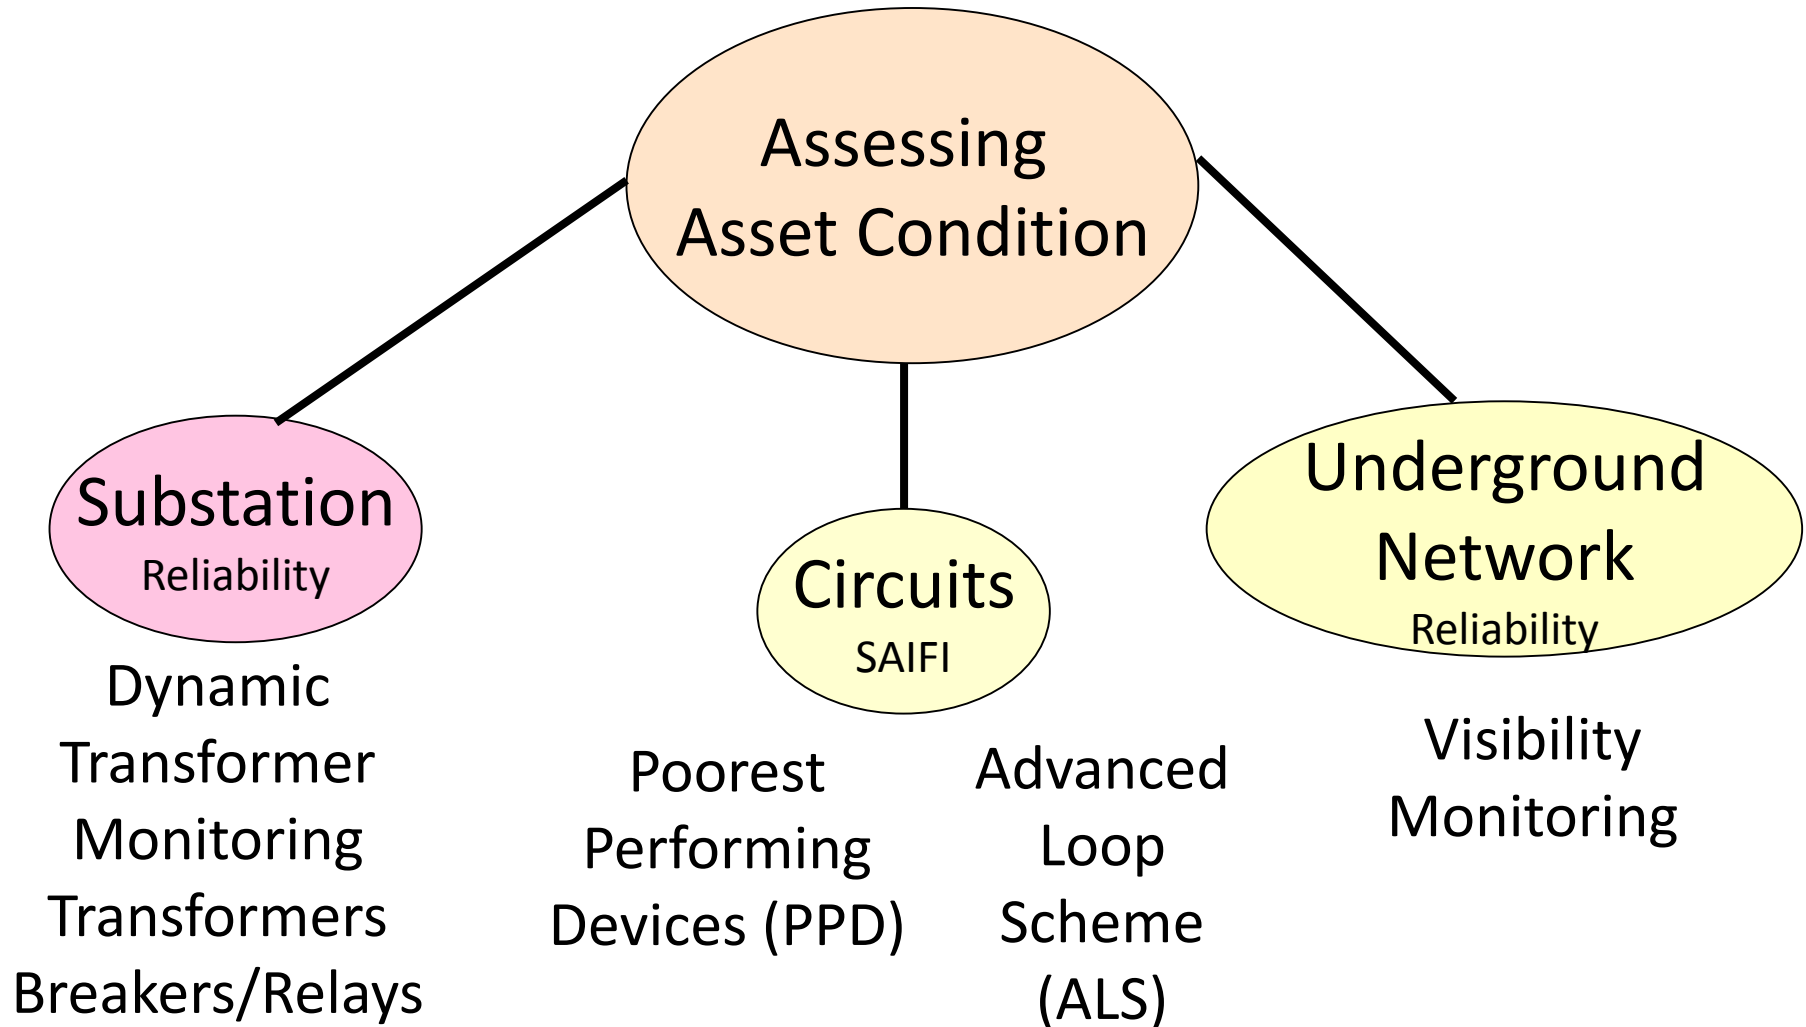 Assessing
Asset Condition
Substation
Reliability
Dynamic
Transformer
Monitoring
Transformers
Breakers/Relays
Circuits
SAIFI
Poorest
Performing
Devices (PPD)
Advanced
Loop
Scheme
(ALS)
Underground
Network
Reliability
Visibility
Monitoring